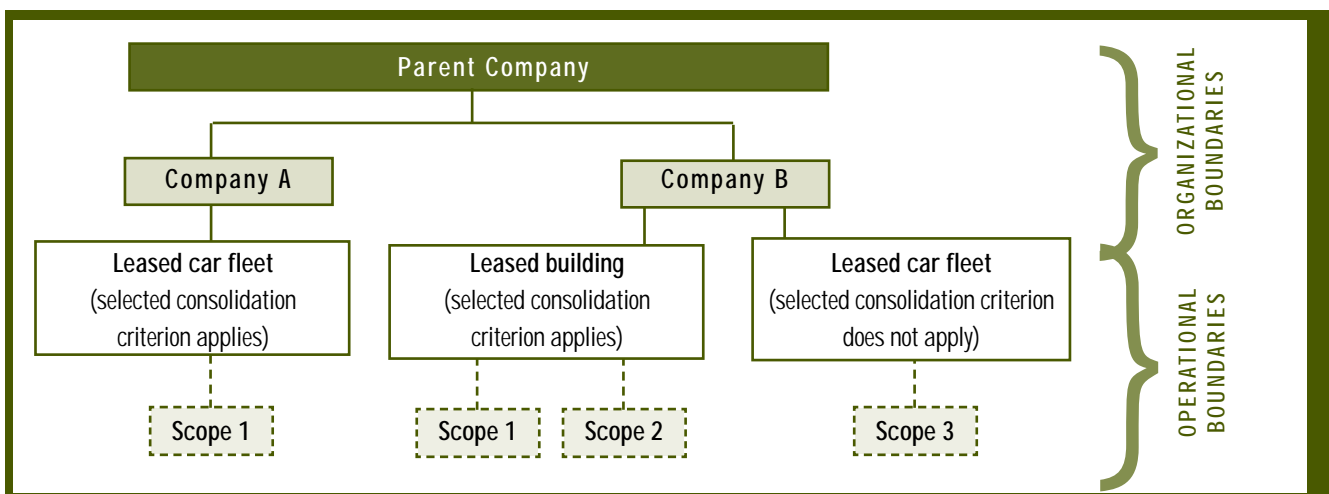 Parent Company
Company A
Company B
Leased car fleet
(selected consolidation
criterion applies)
Leased building
(selected consolidation
criterion applies)
Leased car fleet
(selected consolidation criterion
does not apply)
Scope 1
Scope 1
Scope 2
Scope 3
ORGANIZATIONAL
BOUNDARIES
OPERATIONAL
BOUNDARIES